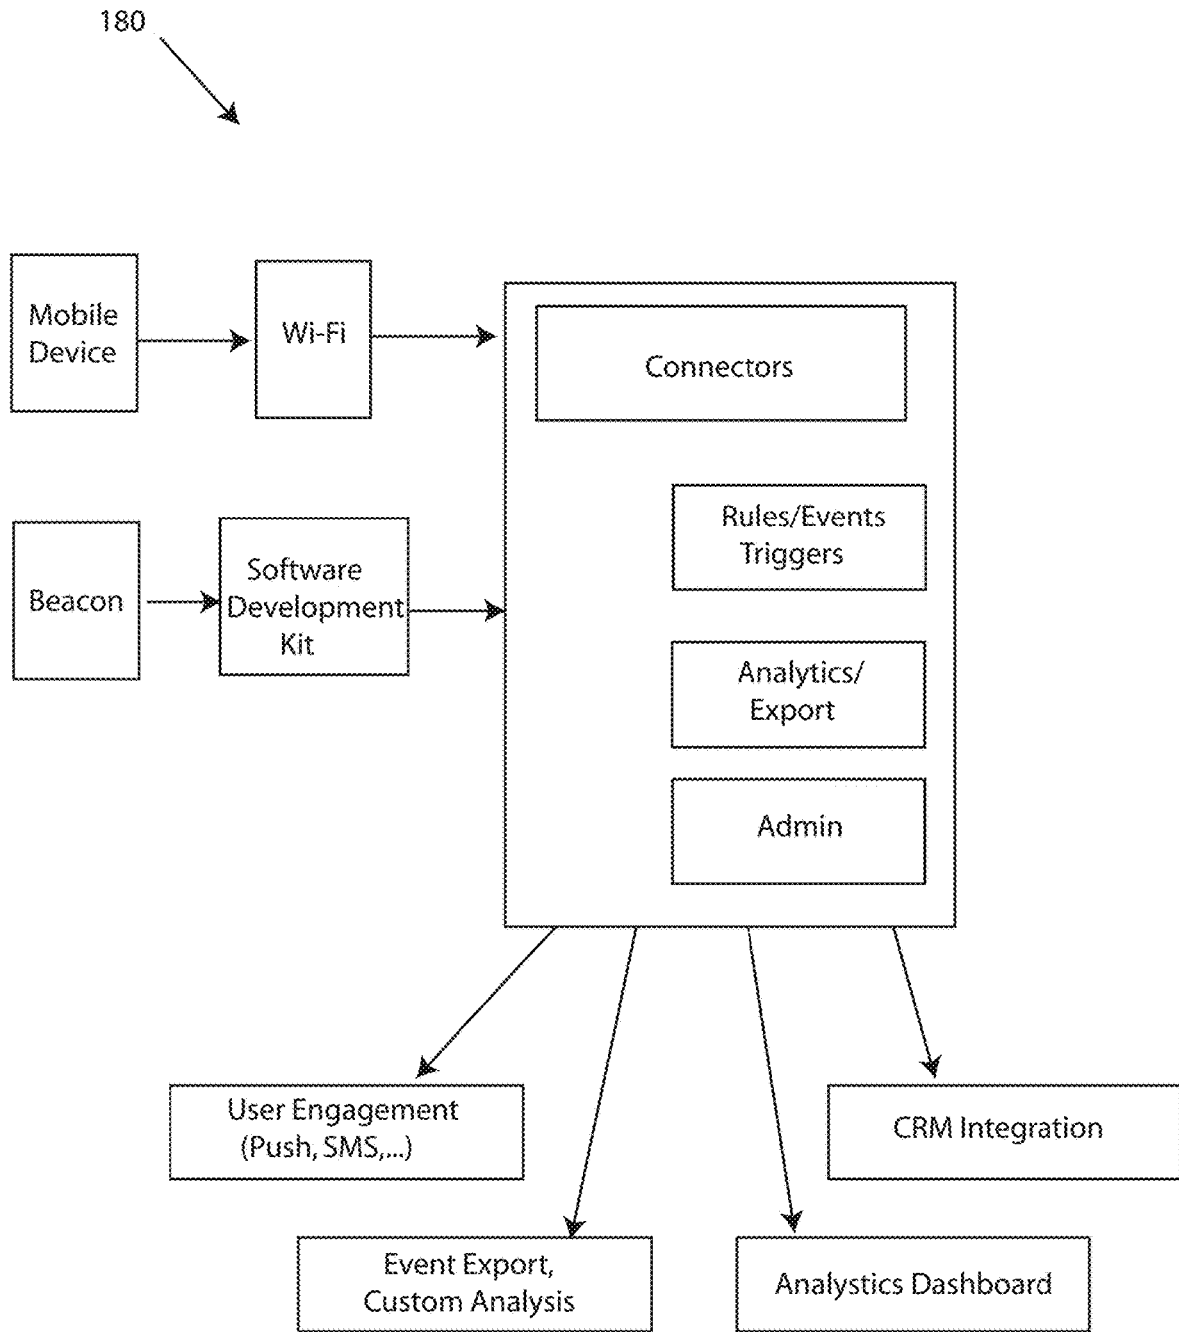 180
Mobile
Device
Wi-Fi
Connectors
Rules/Events
Triggers
Beacon
Software
Development
Kit
Analytics/
Export
Admin
User Engagement
(Push, SMS,...)
CRM Integration
Event Export,
Custom Analysis
Analystics Dashboard